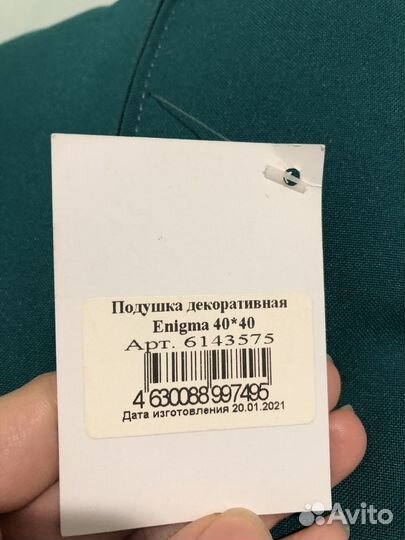 Подушка декоративная
Enigma 40*40
Арт. 6143575
4 630088 997495
Дата изготовления 20.01.2021
Avito